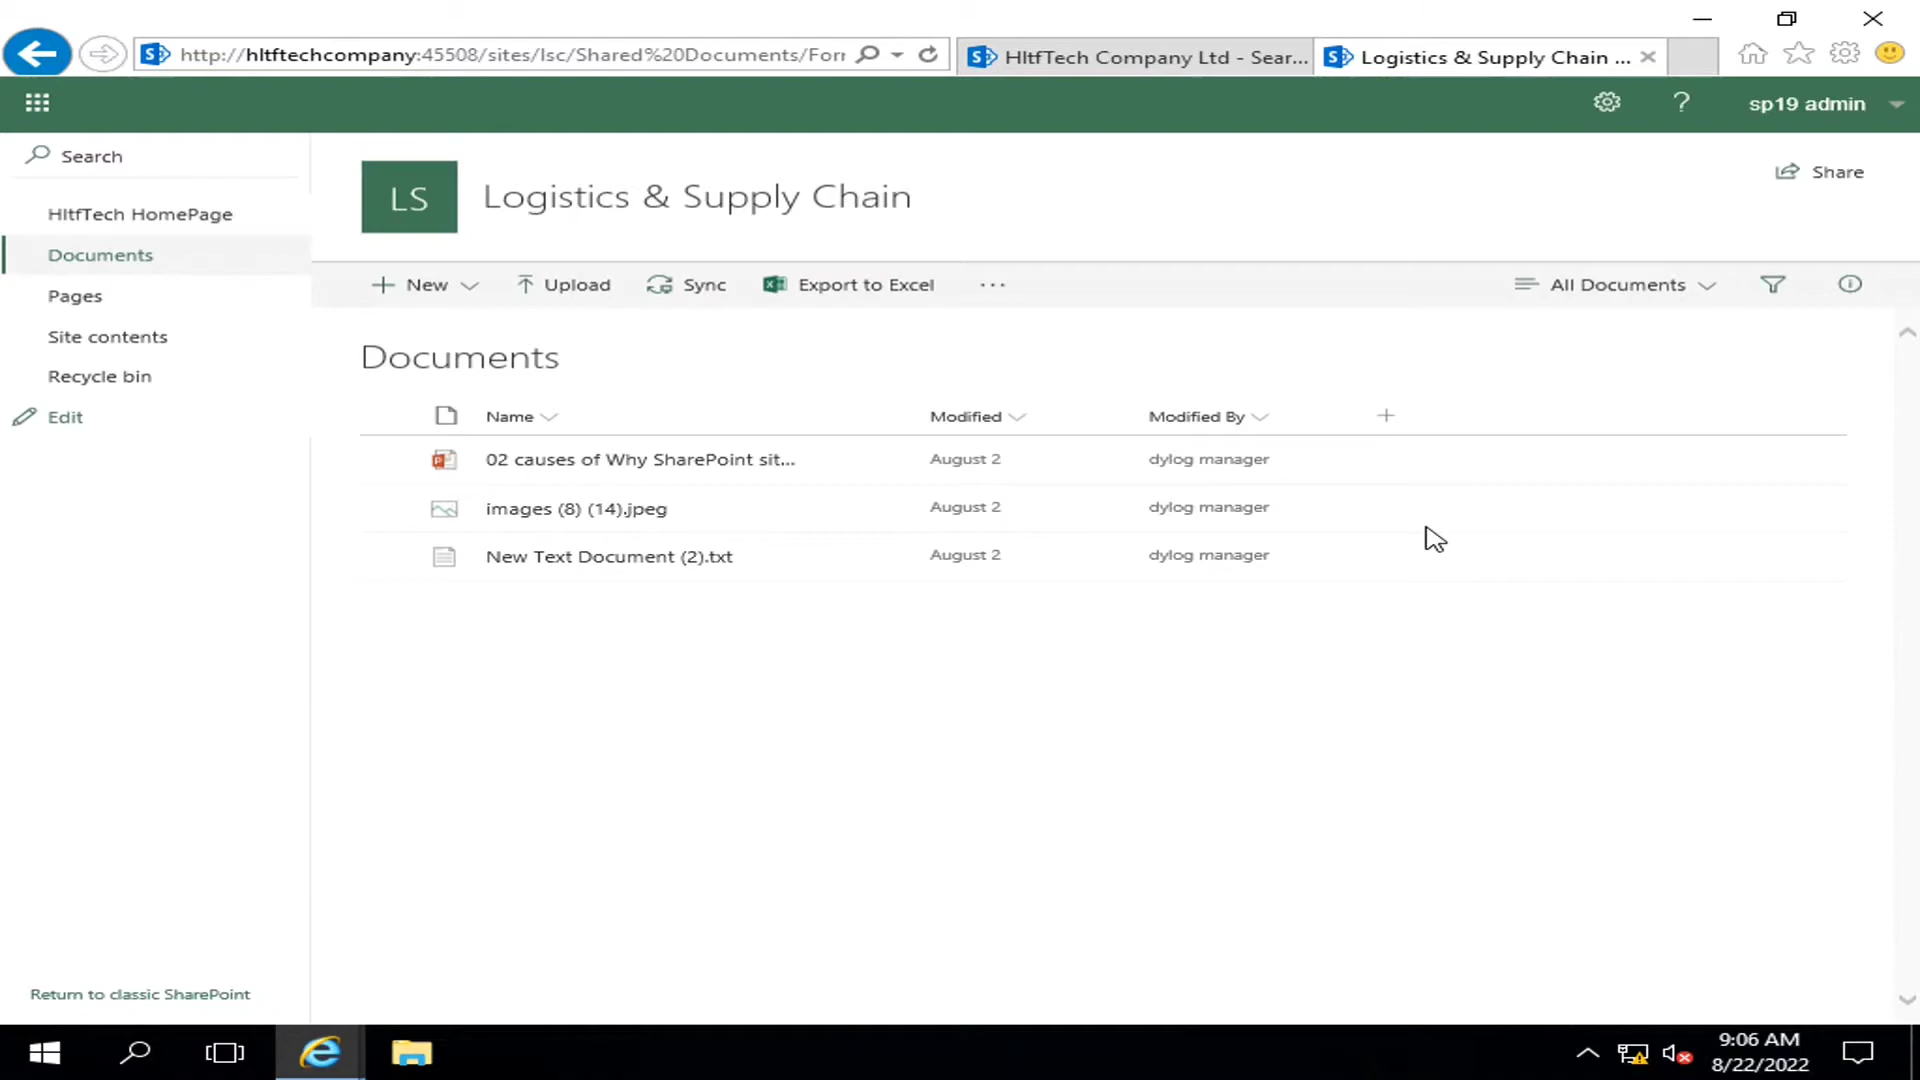 http://hltftechcompany:45508/sites/lsc/Shared%20Documents/Forr
HltfTech Company Ltd - Sear...
Logistics & Supply Chain ...
sp19 admin
Search
HltfTech HomePage
Documents
Pages
Site contents
Recycle bin
Edit
LS
Logistics & Supply Chain
Share
New
Upload
Sync
Export to Excel
...
All Documents
Documents
Name
Modified
Modified By
02 causes of Why SharePoint sit...
August 2
dylog manager
images (8) (14).jpeg
August 2
dylog manager
New Text Document (2).txt
August 2
dylog manager
Return to classic SharePoint
9:06 AM
8/22/2022